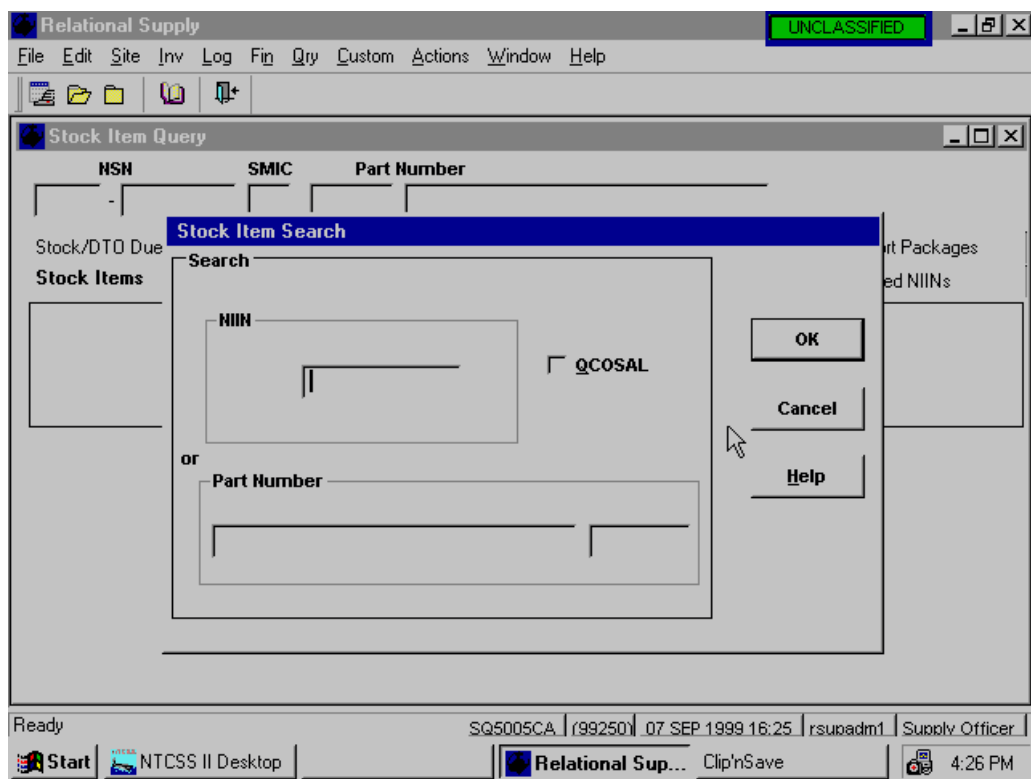 Relational Supply UNCLASSIFIED
File Edit Site Inv Log Fin Qry Custom Actions Window Help
Stock Item Query
NSN SMIC Part Number
-
Stock/DTO Due rt Packages
Stock Items ed NIINs
Stock Item Search
Search
NIIN
QCOSAL
OK
Cancel
or
Part Number
Help
Ready SQ5005CA (99250) 07 SEP 1999 16:25 rsupadm1 Supply Officer
Start NTCSS II Desktop Relational Sup... Clip'nSave 4:26 PM